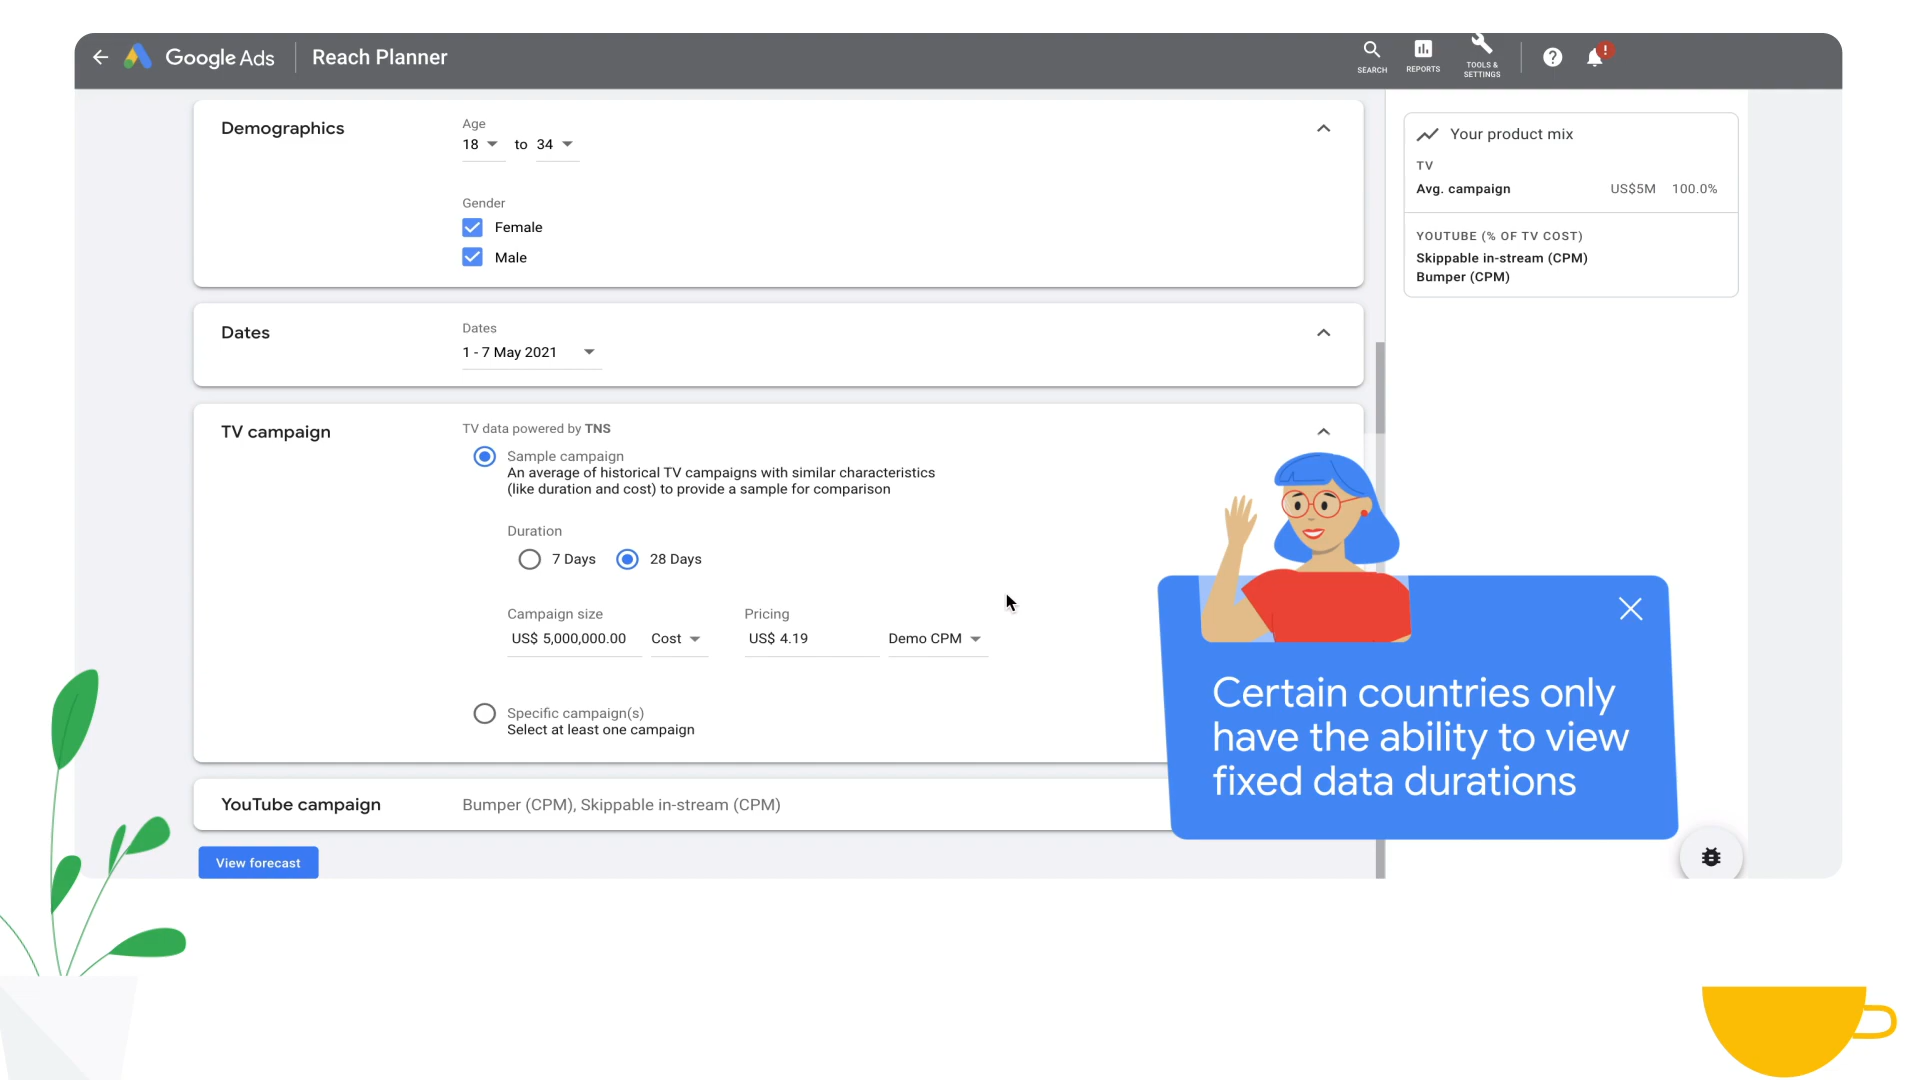 Google Ads
Reach Planner
SEARCH
REPORTS
TOOLS &
SETTINGS
?
!
Demographics
Age
18 to 34
Gender
Female
Male
Dates
Dates
1 - 7 May 2021
TV campaign
TV data powered by TNS
Sample campaign
An average of historical TV campaigns with similar characteristics
(like duration and cost) to provide a sample for comparison
Duration
7 Days 28 Days
Campaign size Pricing
US$ 5,000,000.00 Cost US$ 4.19 Demo CPM
Specific campaign(s)
Select at least one campaign
YouTube campaign
Bumper (CPM), Skippable in-stream (CPM)
View forecast
Your product mix
TV
Avg. campaign US$5M 100.0%
YOUTUBE (% OF TV COST)
Skippable in-stream (CPM)
Bumper (CPM)
Certain countries only
have the ability to view
fixed data durations